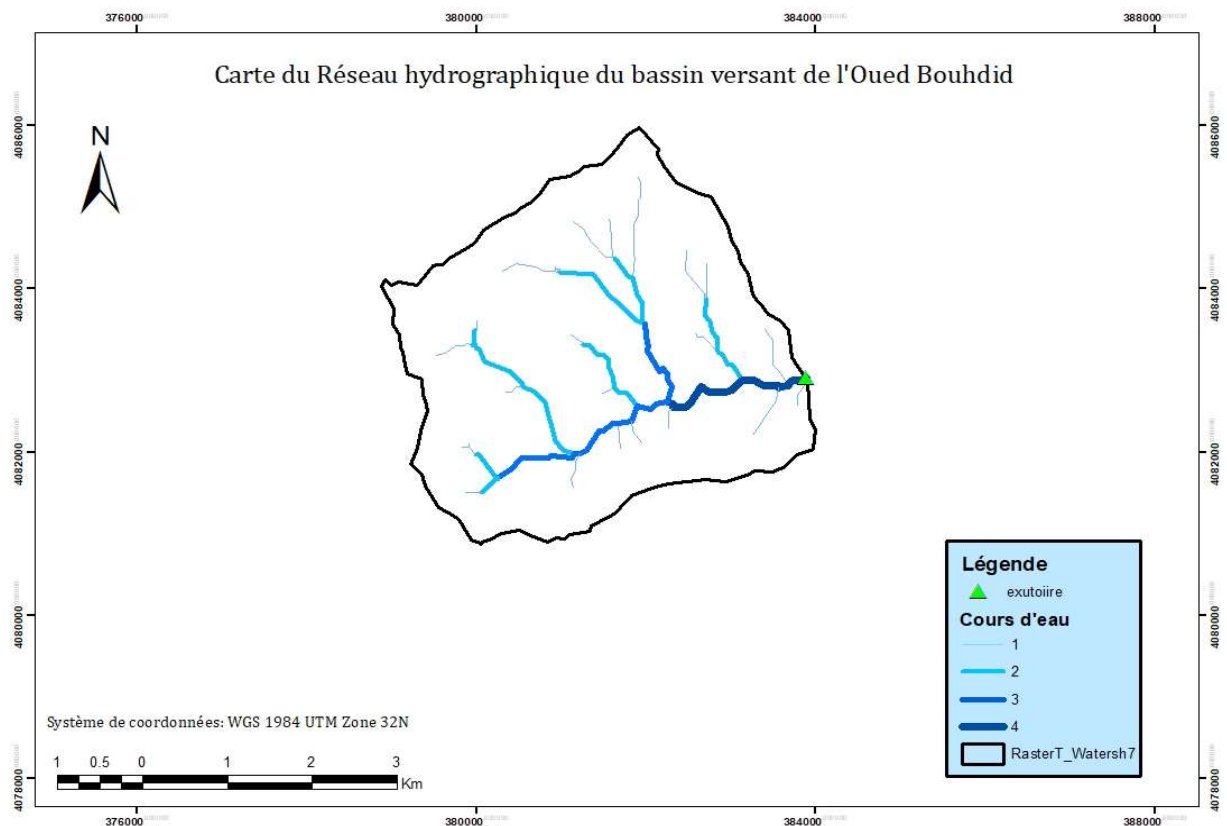 376000 380000 384000 388000
Carte du Réseau hydrographique du bassin versant de l'Oued Bouhdid
N
4086000 4086000
4084000 4084000
4082000 4082000
4080000 4080000
4078000 4078000
Légende
exutoiire
Cours d'eau
1
2
3
4
RasterT_Watersh7
Système de coordonnées: WGS 1984 UTM Zone 32N
1 0.5 0 1 2 3
Km
376000 380000 384000 388000